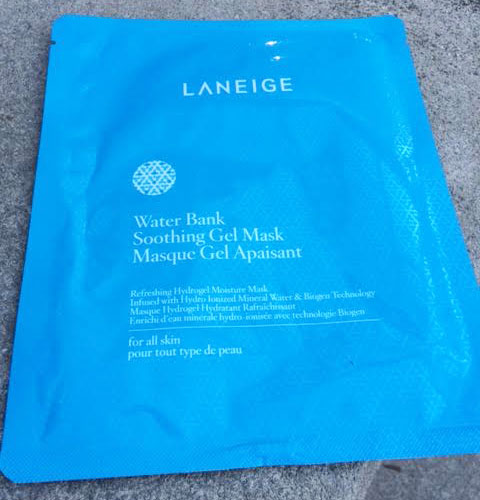 LANEIGE
Water Bank
Soothing Gel Mask
Masque Gel Apaisant
Refreshing Hydrogel Moisture Mask
Infused with Hydro Ionized Mineral Water & Biogen Technology
Masque Hydrogel Hydratant Rafraichissant
Enrichi d'eau minérale hydro-ionisée avec technologie Biogen
for all skin
pour tout type de peau